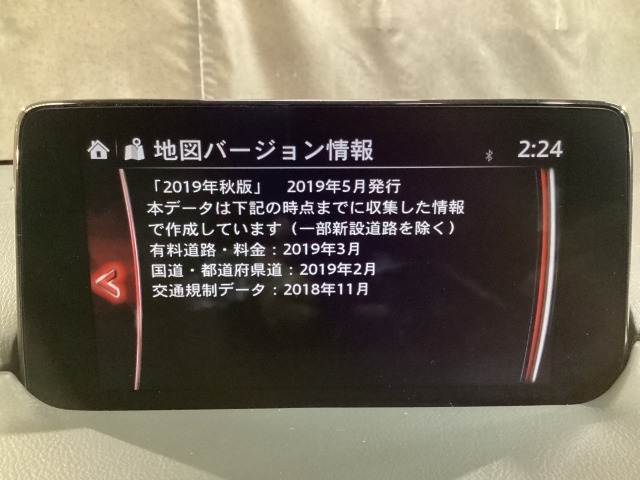 地図バージョン情報 2:24
「2019年秋版」 2019年5月発行
本データは下記の時点までに収集した情報
で作成しています（一部新設道路を除く）
有料道路・料金：2019年3月
国道・都道府県道：2019年2月
交通規制データ：2018年11月